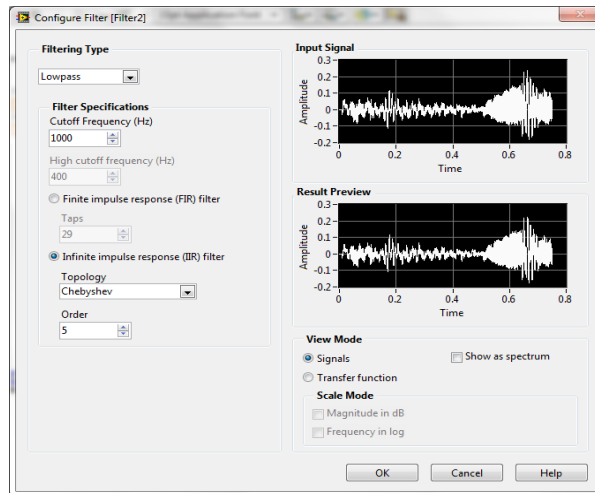 Configure Filter [Filter2]
Filtering Type
Lowpass
Filter Specifications
Cutoff Frequency (Hz)
1000
High cutoff frequency (Hz)
400
Finite impulse response (FIR) filter
Taps
29
Infinite impulse response (IIR) filter
Topology
Chebyshev
Order
5
Input Signal
Amplitude
0.3
0.2
0.1
0
-0.1
-0.2
0 0.2 0.4 0.6 0.8
Time
Result Preview
Amplitude
0.3
0.2
0.1
0
-0.1
-0.2
0 0.2 0.4 0.6 0.8
Time
View Mode
Signals
Show as spectrum
Transfer function
Scale Mode
Magnitude in dB
Frequency in log
OK Cancel Help